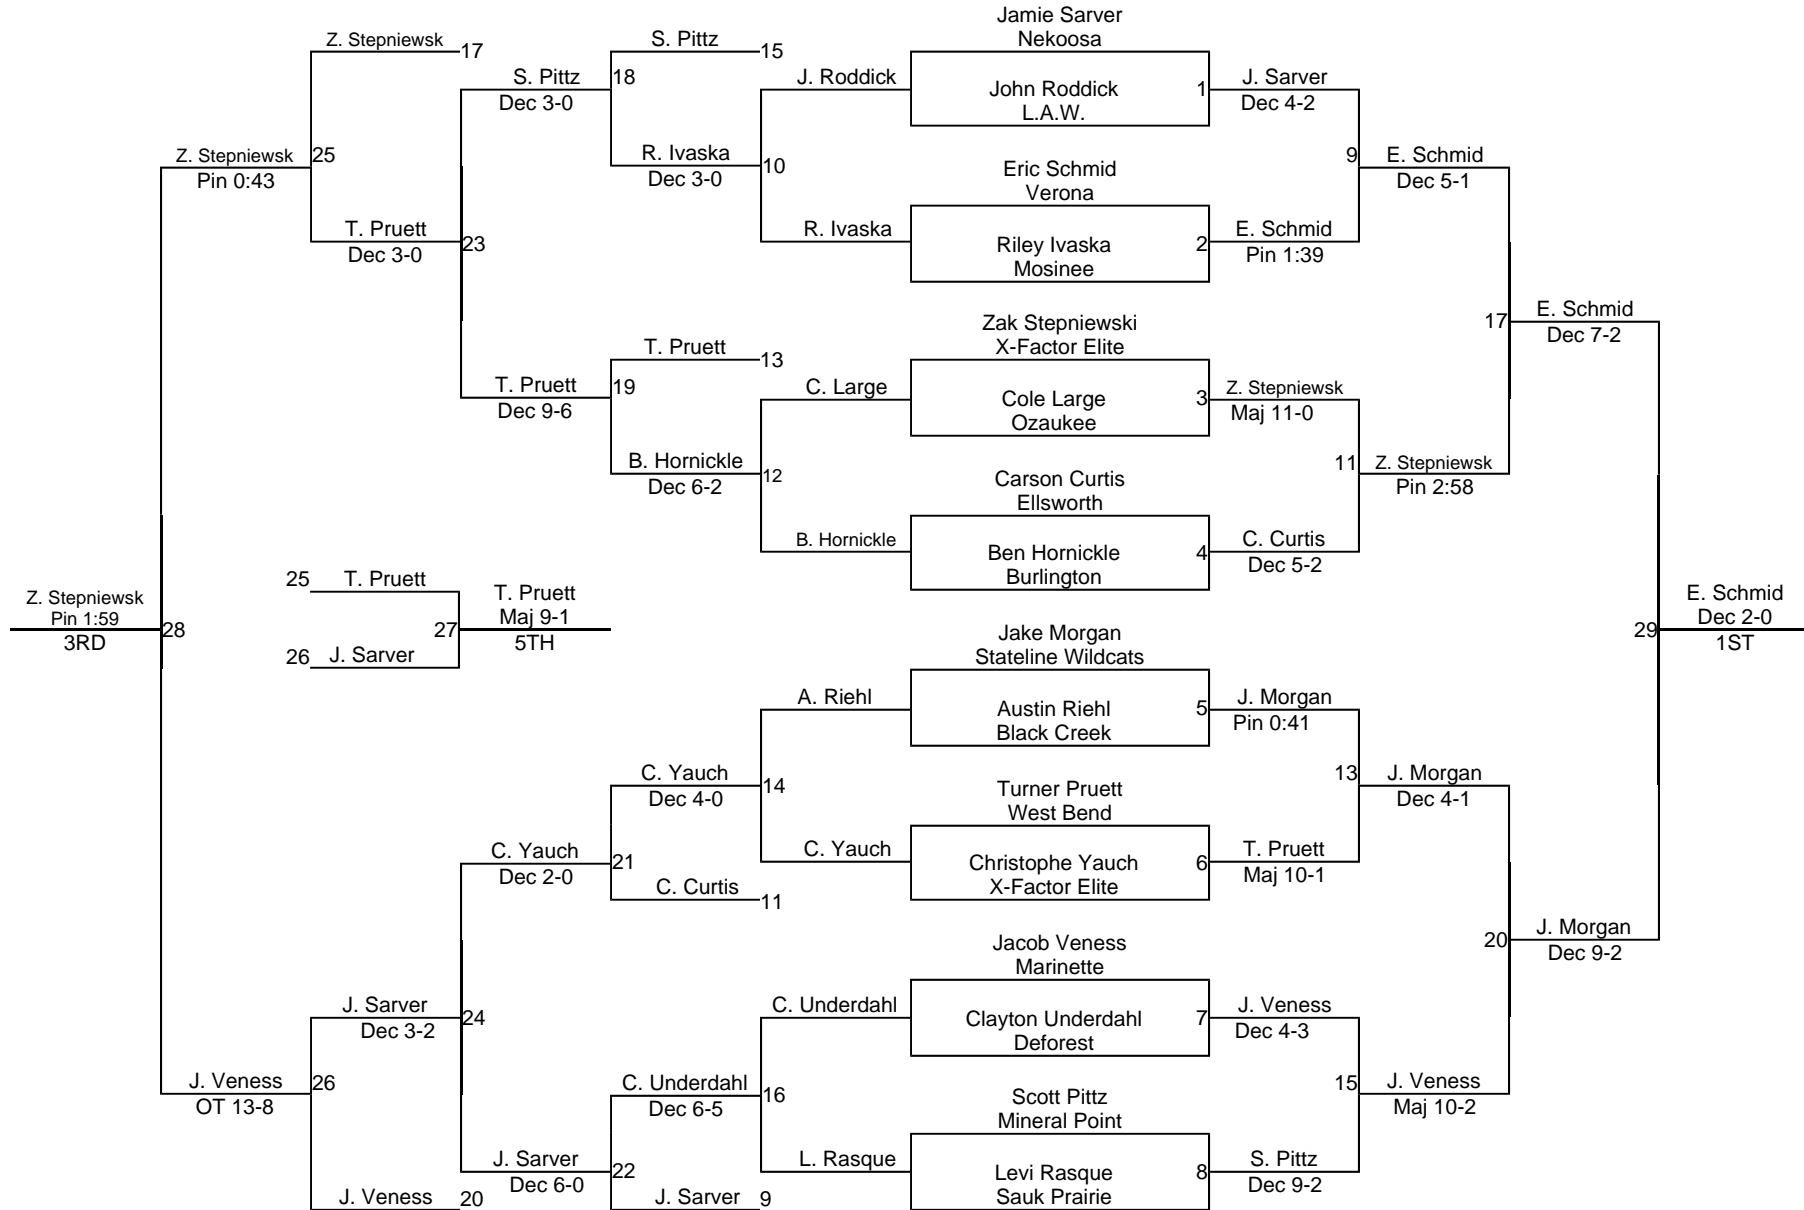 Jamie Sarver
Nekoosa
Z. Stepniewsk
17
S. Pittz
15
S. Pittz
18
J. Roddick
John Roddick
1
J. Sarver
Dec 3-0
L.A.W.
Dec 4-2
Z. Stepniewsk
25
R. Ivaska
10
Eric Schmid
9
E. Schmid
Pin 0:43
Dec 3-0
Verona
Dec 5-1
T. Pruett
23
R. Ivaska
Riley Ivaska
2
E. Schmid
Dec 3-0
Mosinee
Pin 1:39
Zak Stepniewski
X-Factor Elite
17
E. Schmid
Dec 7-2
T. Pruett
13
T. Pruett
19
C. Large
Cole Large
3
Z. Stepniewsk
Dec 9-6
Ozaukee
Maj 11-0
B. Hornickle
12
Carson Curtis
11
Z. Stepniewsk
Dec 6-2
Ellsworth
Pin 2:58
B. Hornickle
Ben Hornickle
4
C. Curtis
Burlington
Dec 5-2
25
T. Pruett
T. Pruett
Z. Stepniewsk
Maj 9-1
E. Schmid
Pin 1:59
27
Dec 2-0
28
3RD
5TH
29
1ST
26
J. Sarver
Jake Morgan
Stateline Wildcats
A. Riehl
Austin Riehl
5
J. Morgan
Black Creek
Pin 0:41
C. Yauch
14
Turner Pruett
13
J. Morgan
Dec 4-0
West Bend
Dec 4-1
C. Yauch
21
C. Yauch
Christophe Yauch
6
T. Pruett
Dec 2-0
X-Factor Elite
Maj 10-1
C. Curtis
11
Jacob Veness
Marinette
20
J. Morgan
Dec 9-2
J. Sarver
24
C. Underdahl
Clayton Underdahl
7
J. Veness
Dec 3-2
Deforest
Dec 4-3
J. Veness
26
C. Underdahl
16
Scott Pittz
15
J. Veness
OT 13-8
Dec 6-5
Mineral Point
Maj 10-2
J. Sarver
22
L. Rasque
Levi Rasque
8
S. Pittz
Dec 6-0
Sauk Prairie
Dec 9-2
J. Veness
20
J. Sarver
9